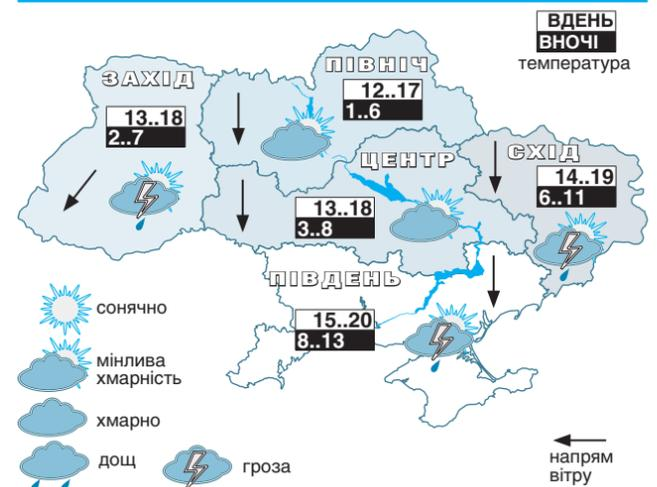 ВДЕНЬ
ВНОЧІ
температура
ЗАХІД
13..18
2..7
ПІВНІЧ
12..17
1..6
ЦЕНТР
13..18
3..8
СХІД
14..19
6..11
ПІВДЕНЬ
15..20
8..13
сонячно
мінлива
хмарність
хмарно
дощ
гроза
напрям
вітру